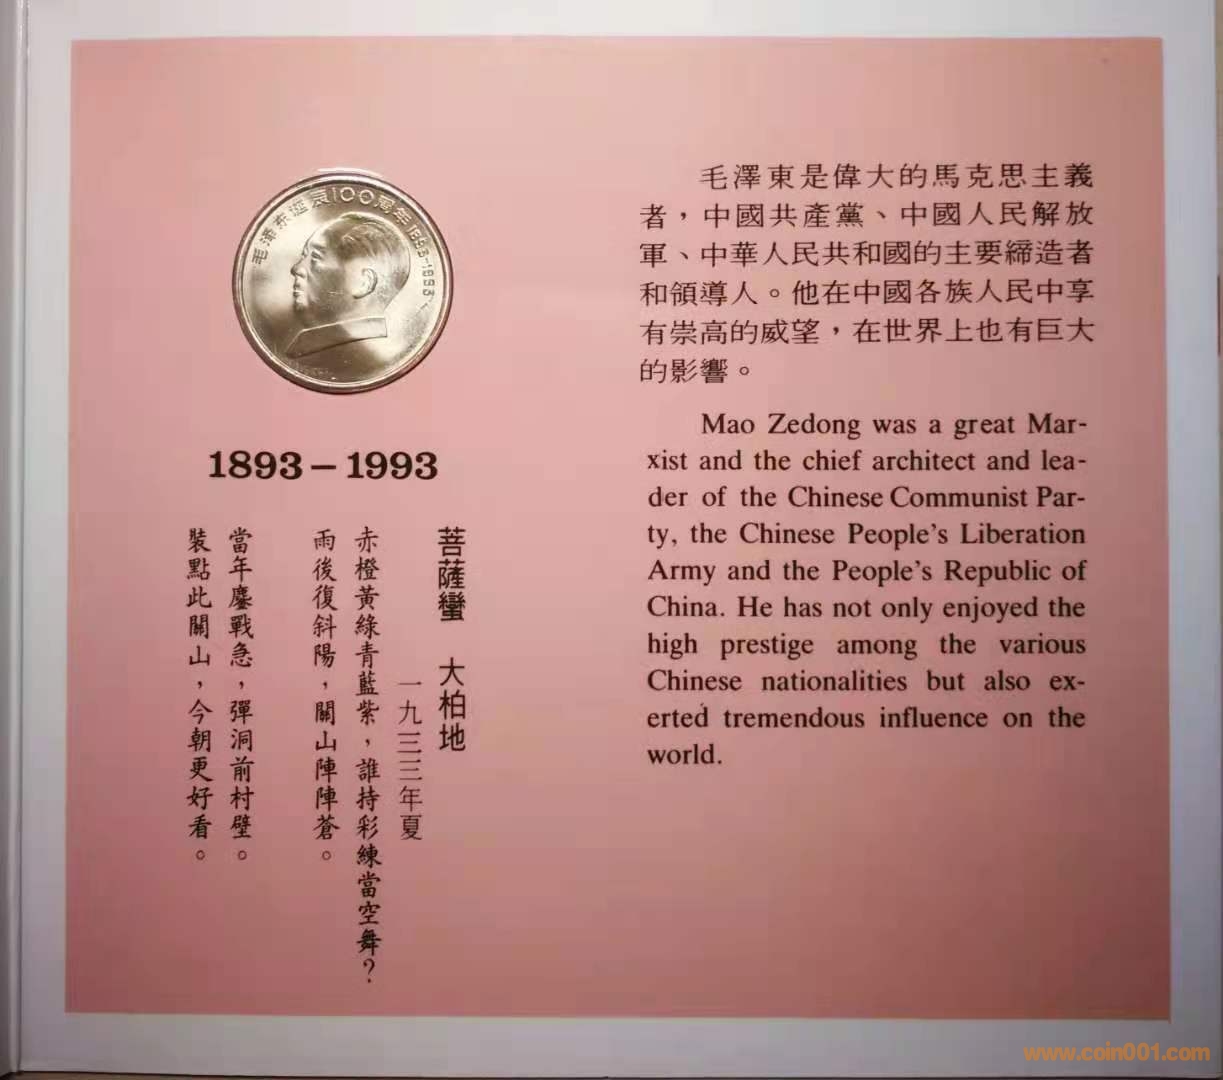 毛泽东诞辰100周年1893-1993
1893–1993
菩薩蠻　大柏地
一九三三年夏
赤橙黃綠青藍紫，誰持彩練當空舞？
雨後復斜陽，關山陣陣蒼。
當年鏖戰急，彈洞前村壁。
裝點此關山，今朝更好看。
毛澤東是偉大的馬克思主義
者，中國共產黨、中國人民解放
軍、中華人民共和國的主要締造者
和領導人。他在中國各族人民中享
有崇高的威望，在世界上也有巨大
的影響。
Mao Zedong was a great Mar-
xist and the chief architect and lea-
der of the Chinese Communist Par-
ty, the Chinese People's Liberation
Army and the People's Republic of
China. He has not only enjoyed the
high prestige among the various
Chinese nationalities but also ex-
erted tremendous influence on the
world.
www.coin001.com